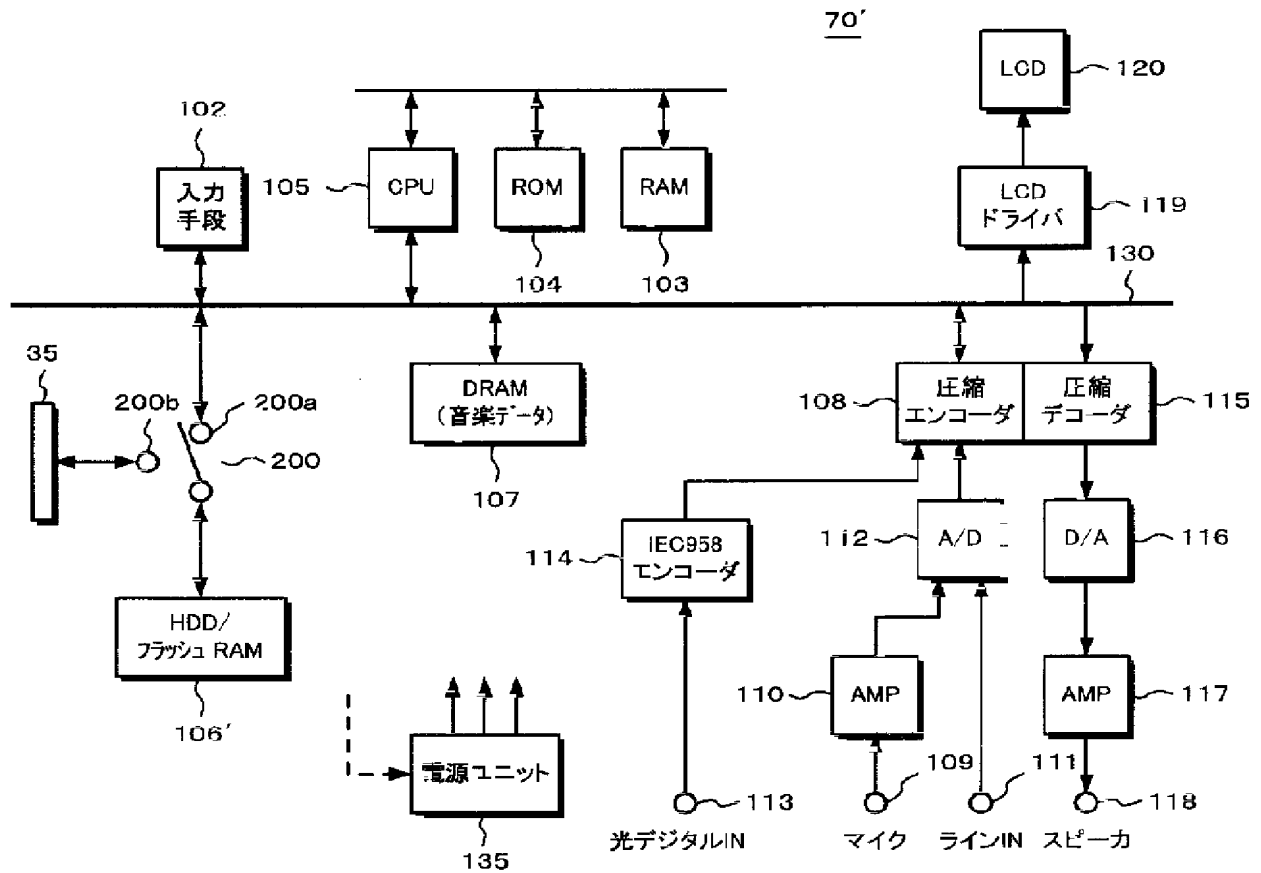 70′
LCD
120
102
105
CPU
ROM
RAM
入力
手段
LCD
ドライバ
119
104
103
130
35
200b
200a
200
DRAM
(音楽データ)
107
108
圧縮
エンコーダ
圧縮
デコーダ
115
114
IEC958
エンコーダ
112
A/D
D/A
116
HDD/
フラッシュ RAM
106′
110
AMP
AMP
117
電源ユニット
135
113
109
111
118
光デジタルIN
マイク
ラインIN
スピーカ